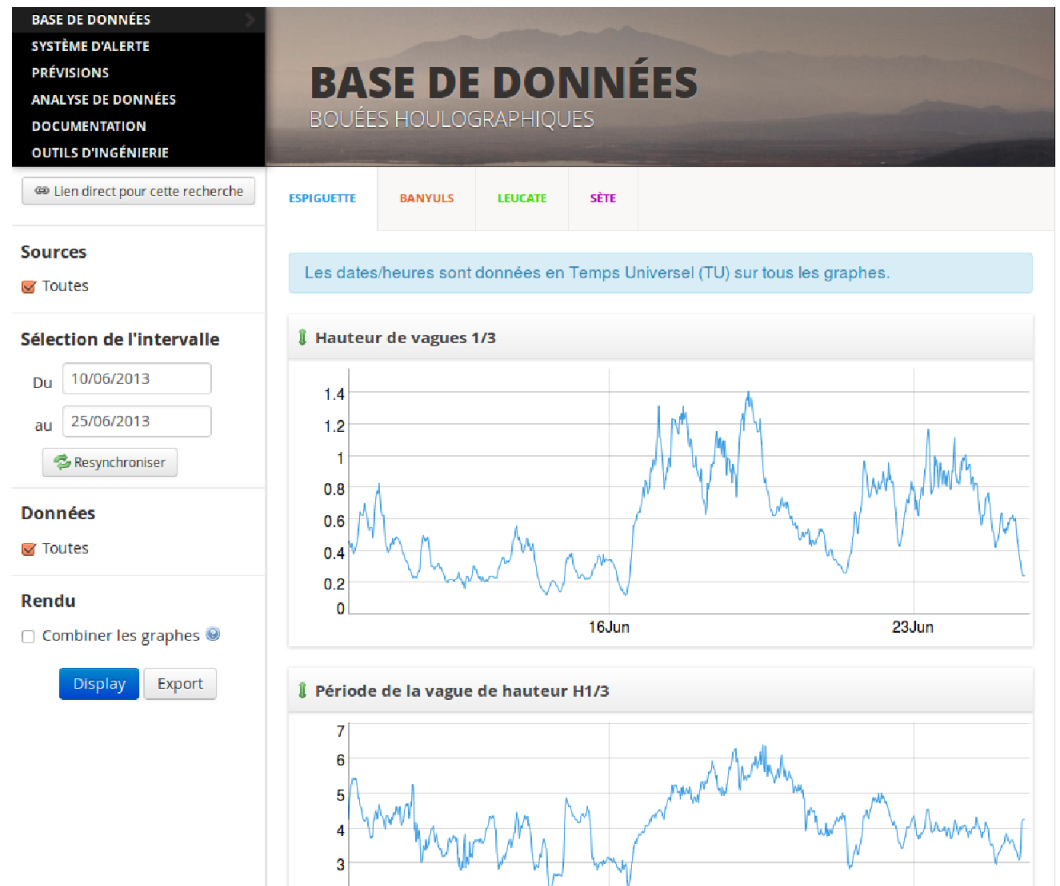 BASE DE DONNÉES
SYSTÈME D'ALERTE
PRÉVISIONS
ANALYSE DE DONNÉES
DOCUMENTATION
OUTILS D'INGÉNIERIE
BASE DE DONNÉES
BOUÉES HOULOGRAPHIQUES
Lien direct pour cette recherche
Sources
Toutes
Sélection de l'intervalle
Du 10/06/2013
au 25/06/2013
Resynchroniser
Données
Toutes
Rendu
Combiner les graphes
Display Export
ESPIGUETTE BANYULS LEUCATE SÈTE
Les dates/heures sont données en Temps Universel (TU) sur tous les graphes.
Hauteur de vagues 1/3
1.4
1.2
1
0.8
0.6
0.4
0.2
0
16Jun 23Jun
Période de la vague de hauteur H1/3
7
6
5
4
3